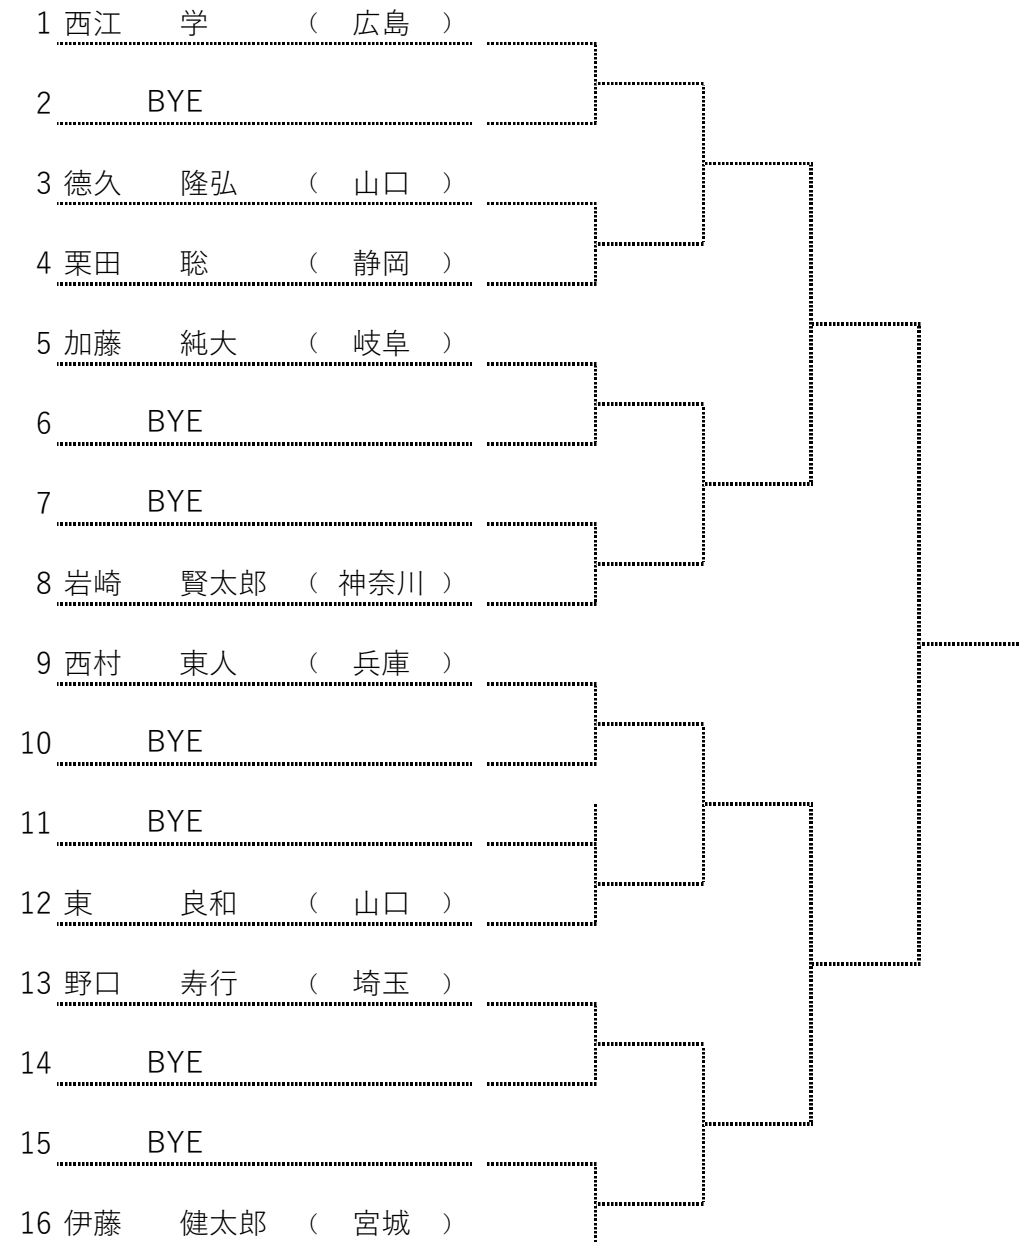 1 西江 学 ( 広島 )
2 BYE
3 德久 隆弘 ( 山口 )
4 栗田 聡 ( 静岡 )
5 加藤 純大 ( 岐阜 )
6 BYE
7 BYE
8 岩崎 賢太郎 ( 神奈川 )
9 西村 東人 ( 兵庫 )
10 BYE
11 BYE
12 東 良和 ( 山口 )
13 野口 寿行 ( 埼玉 )
14 BYE
15 BYE
16 伊藤 健太郎 ( 宮城 )